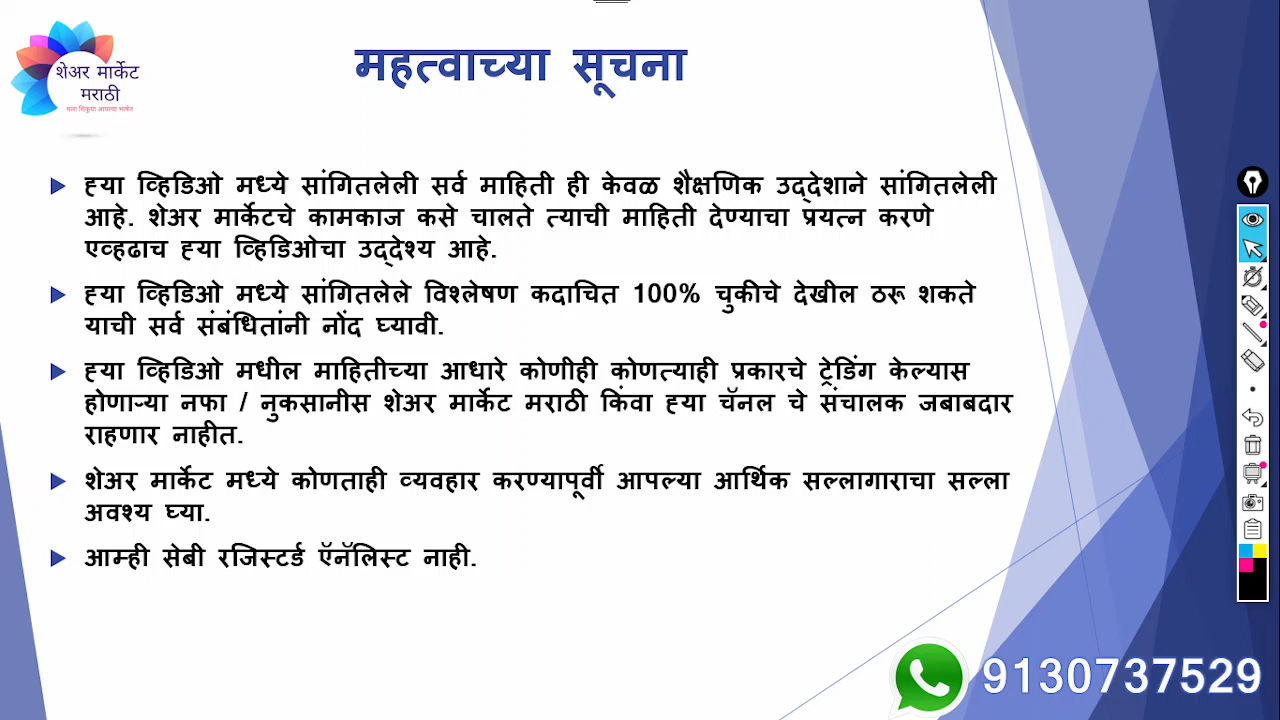 शेअर मार्केट
मराठी
चला शिकूया आपल्या भाषेत
महत्वाच्या सूचना
ह्या व्हिडिओ मध्ये सांगितलेली सर्व माहिती ही केवळ शैक्षणिक उद्देशाने सांगितलेली
आहे. शेअर मार्केटचे कामकाज कसे चालते त्याची माहिती देण्याचा प्रयत्न करणे
एव्हढाच ह्या व्हिडिओचा उद्देश्य आहे.
ह्या व्हिडिओ मध्ये सांगितलेले विश्लेषण कदाचित 100% चुकीचे देखील ठरू शकते
याची सर्व संबंधितांनी नोंद घ्यावी.
ह्या व्हिडिओ मधील माहितीच्या आधारे कोणीही कोणत्याही प्रकारचे ट्रेडिंग केल्यास
होणाऱ्या नफा / नुकसानीस शेअर मार्केट मराठी किंवा ह्या चॅनल चे संचालक जबाबदार
राहणार नाहीत.
शेअर मार्केट मध्ये कोणताही व्यवहार करण्यापूर्वी आपल्या आर्थिक सल्लागाराचा सल्ला
अवश्य घ्या.
आम्ही सेबी रजिस्टर्ड ऍनॅलिस्ट नाही.
9130737529